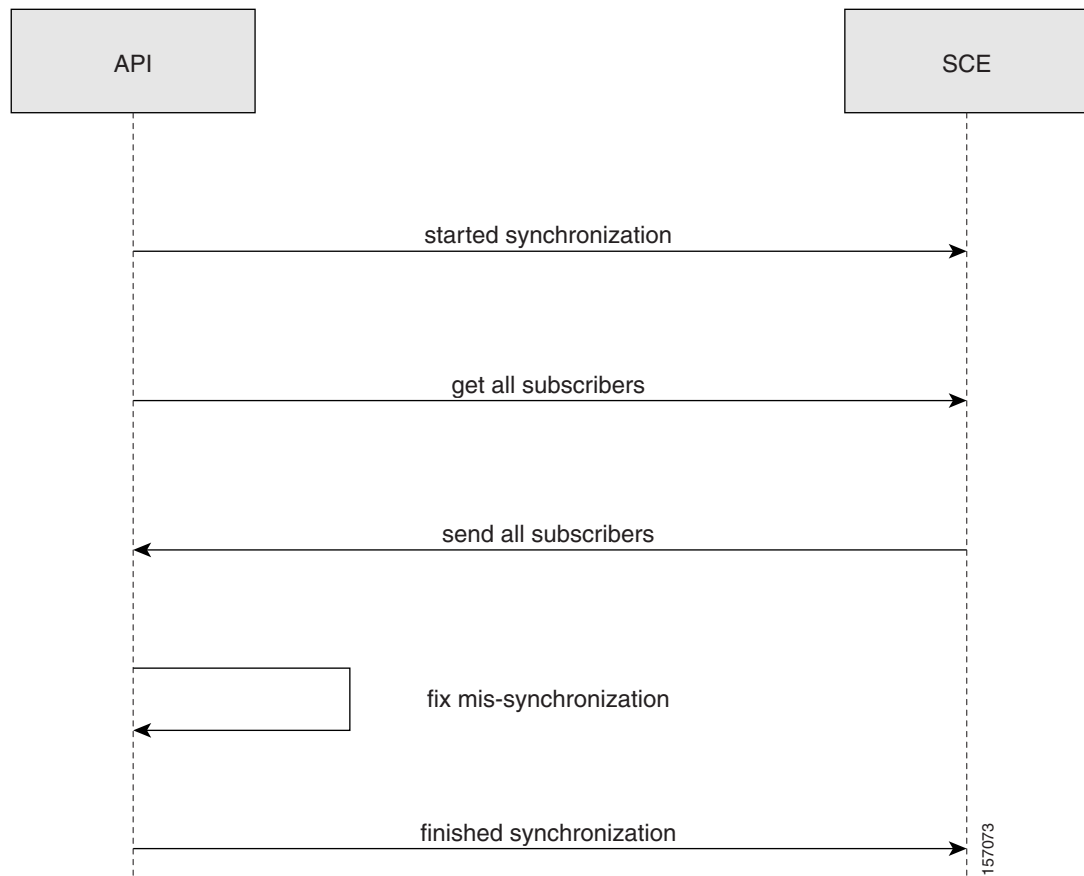 API
SCE
started synchronization
get all subscribers
send all subscribers
fix mis-synchronization
finished synchronization
157073